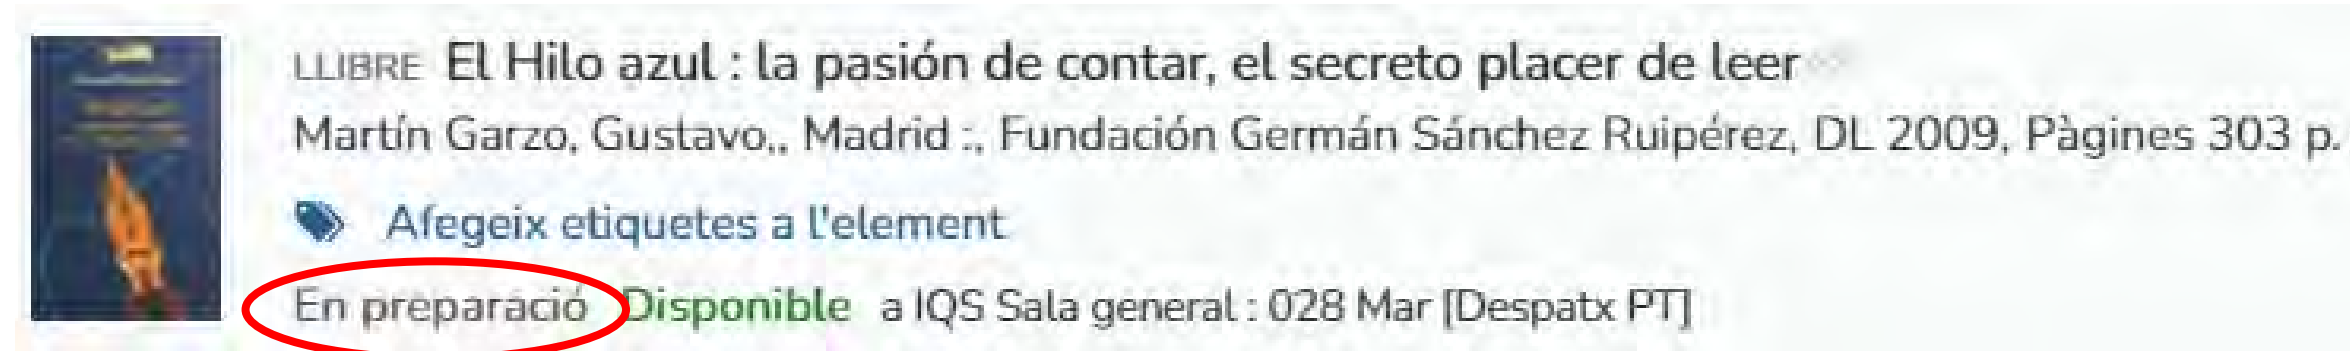 LLIBRE El Hilo azul : la pasión de contar, el secreto placer de leer
Martín Garzo, Gustavo,, Madrid :, Fundación Germán Sánchez Ruipérez, DL 2009, Pàgines 303 p.
Afegeix etiquetes a l'element
En preparació Disponible a IQS Sala general : 028 Mar [Despatx PT]